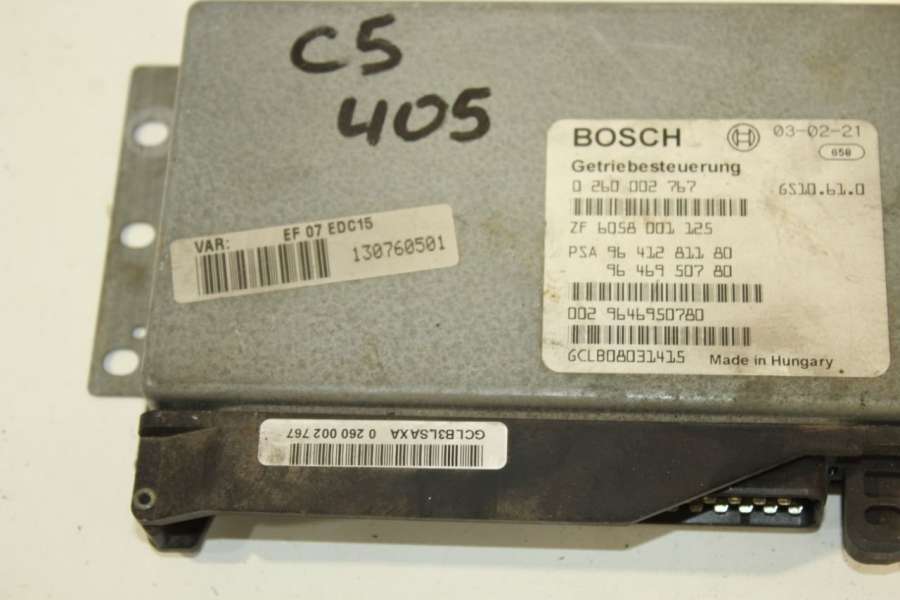 C5
405
BOSCH 03-02-21
658
Getriebesteuerung
0 260 002 767 GS10.61.0
ZF 6058 001 125
PSA 96 412 811 80
96 469 507 80
002 9646950780
GCLB08031415 Made in Hungary
VAR: EF 07 EDC15
130760501
GCLB3LSAXA 0 260 002 767